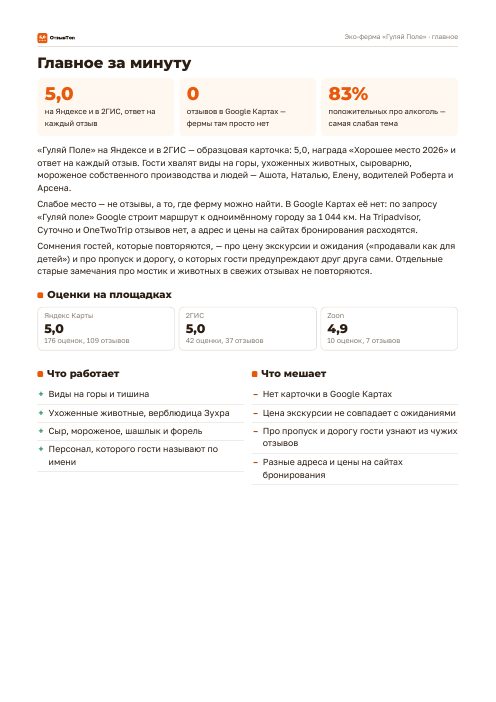 ОтзывТоп
Эко-ферма «Гуляй Поле» · главное
Главное за минуту
5,0
на Яндексе и в 2ГИС, ответ на
каждый отзыв
0
отзывов в Google Картах —
фермы там просто нет
83%
положительных про алкоголь —
самая слабая тема
«Гуляй Поле» на Яндексе и в 2ГИС — образцовая карточка: 5,0, награда «Хорошее место 2026» и
ответ на каждый отзыв. Гости хвалят виды на горы, ухоженных животных, сыроварню,
мороженое собственного производства и людей — Ашота, Наталью, Елену, водителей Роберта и
Арсена.
Слабое место — не отзывы, а то, где ферму можно найти. В Google Картах её нет: по запросу
«Гуляй поле» Google строит маршрут к одноимённому городу за 1 044 км. На Tripadvisor,
Суточно и OneTwoTrip отзывов нет, а адрес и цены на сайтах бронирования расходятся.
Сомнения гостей, которые повторяются, — про цену экскурсии и ожидания («продавали как для
детей») и про пропуск и дорогу, о которых гости предупреждают друг друга сами. Отдельные
старые замечания про мостик и животных в свежих отзывах не повторяются.
Оценки на площадках
Яндекс Карты
5,0
176 оценок, 109 отзывов
2ГИС
5,0
42 оценки, 37 отзывов
Zoon
4,9
10 оценок, 7 отзывов
Что работает
+ Виды на горы и тишина
+ Ухоженные животные, верблюдица Зухра
+ Сыр, мороженое, шашлык и форель
+ Персонал, которого гости называют по
имени
Что мешает
– Нет карточки в Google Картах
– Цена экскурсии не совпадает с ожиданиями
– Про пропуск и дорогу гости узнают из чужих
отзывов
– Разные адреса и цены на сайтах
бронирования